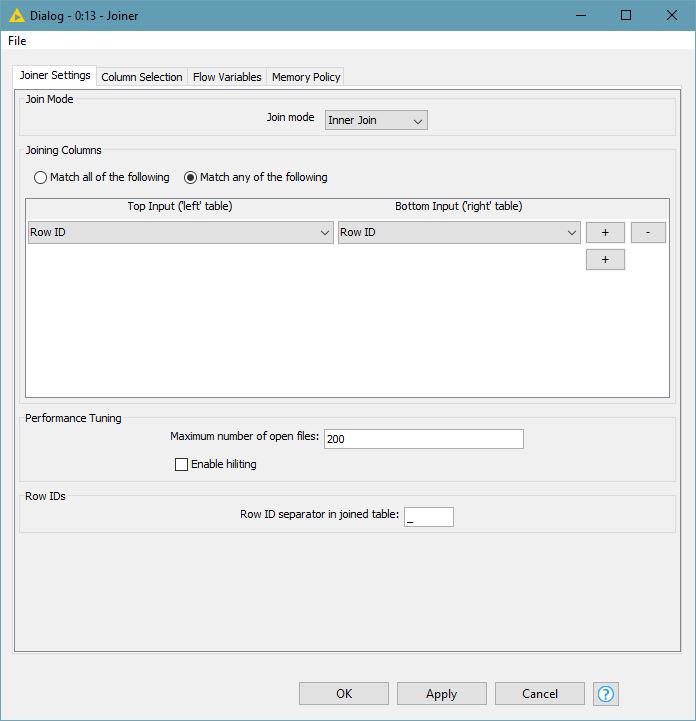 Dialog - 0:13 - Joiner
File
Joiner Settings Column Selection Flow Variables Memory Policy
Join Mode
Join mode Inner Join
Joining Columns
Match all of the following Match any of the following
Top Input ('left' table) Bottom Input ('right' table)
Row ID Row ID + -
+
Performance Tuning
Maximum number of open files: 200
Enable hiliting
Row IDs
Row ID separator in joined table: _
OK Apply Cancel ?